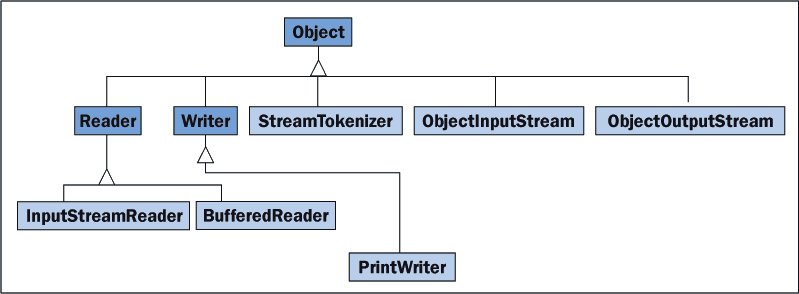 Object
Reader
Writer
StreamTokenizer
ObjectInputStream
ObjectOutputStream
InputStreamReader
BufferedReader
PrintWriter